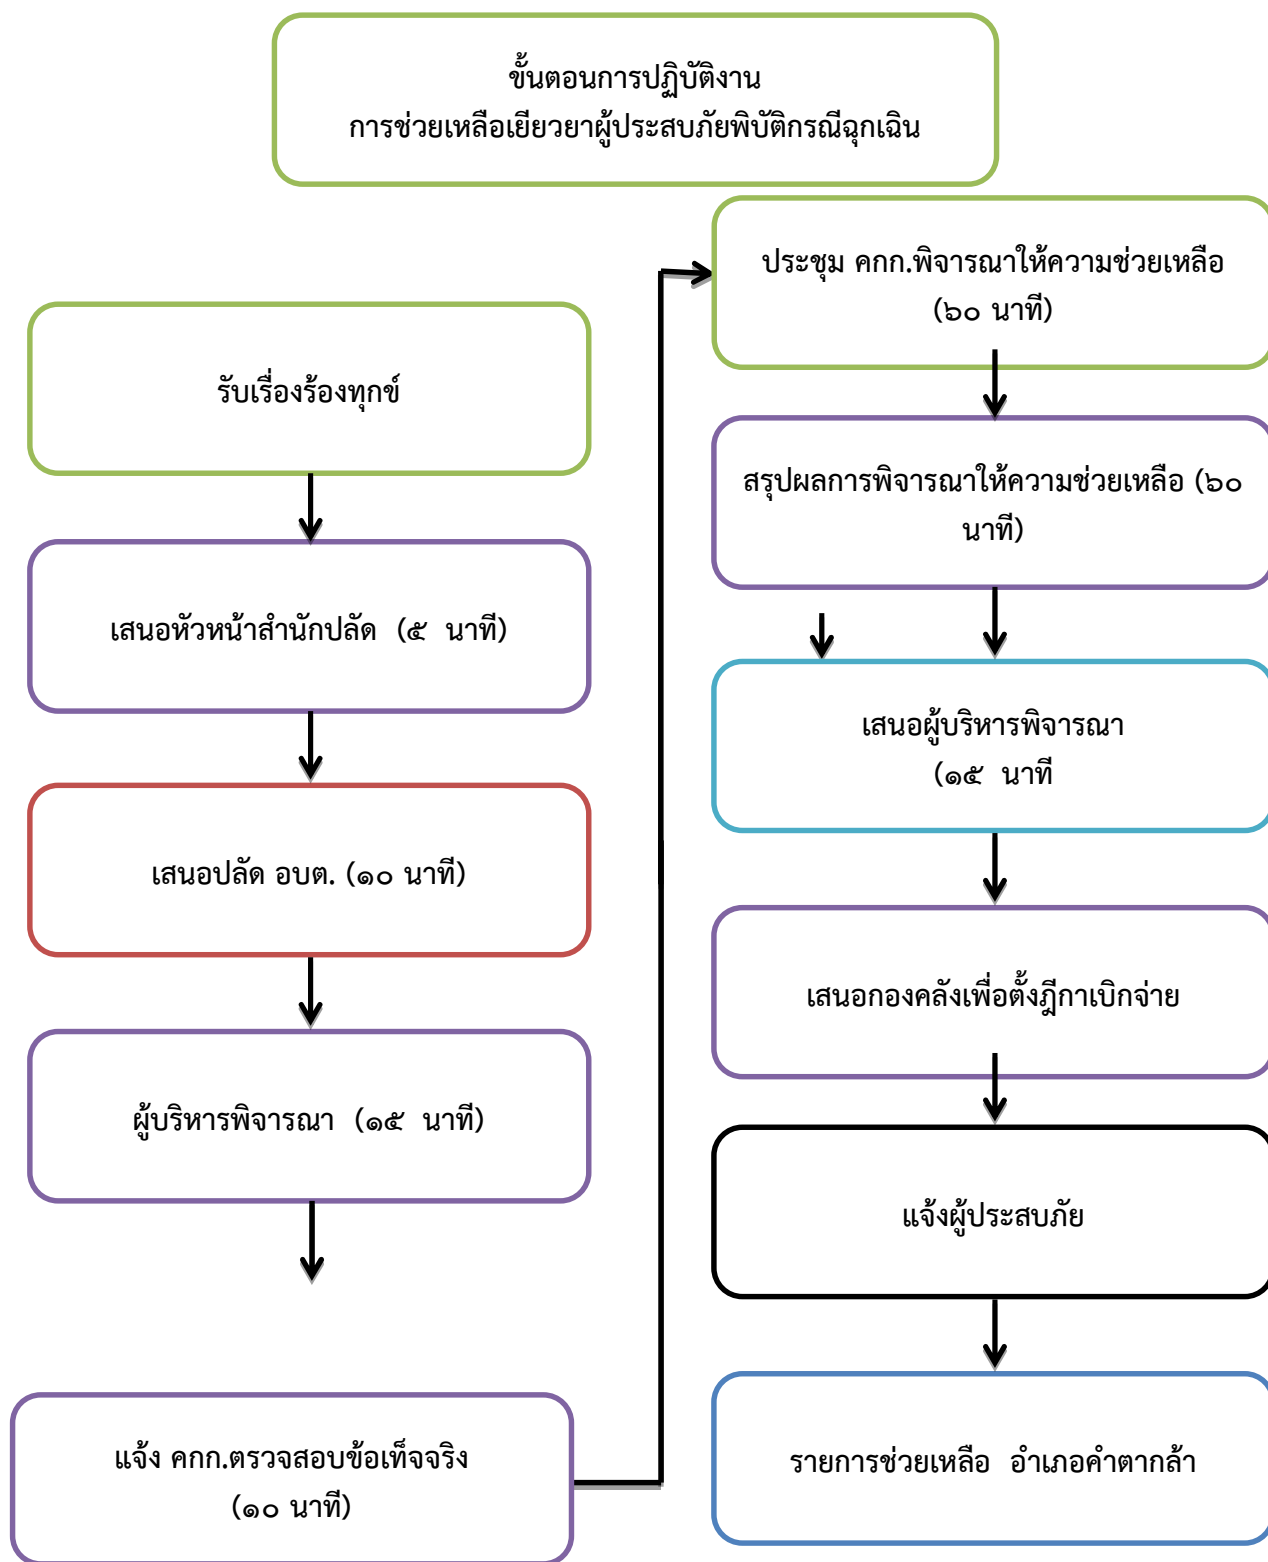 ขั้นตอนการปฏิบัติงาน
การช่วยเหลือเยียวยาผู้ประสบภัยพิบัติกรณีฉุกเฉิน
รับเรื่องร้องทุกข์
เสนอหัวหน้าสำนักปลัด (๕ นาที)
เสนอปลัด อบต. (๑๐ นาที)
ผู้บริหารพิจารณา (๑๕ นาที)
แจ้ง คกก.ตรวจสอบข้อเท็จจริง
(๑๐ นาที)
ประชุม คกก.พิจารณาให้ความช่วยเหลือ
(๖๐ นาที)
สรุปผลการพิจารณาให้ความช่วยเหลือ (๖๐
นาที)
เสนอผู้บริหารพิจารณา
(๑๕ นาที
เสนอกองคลังเพื่อตั้งฎีกาเบิกจ่าย
แจ้งผู้ประสบภัย
รายการช่วยเหลือ อำเภอคำตากล้า